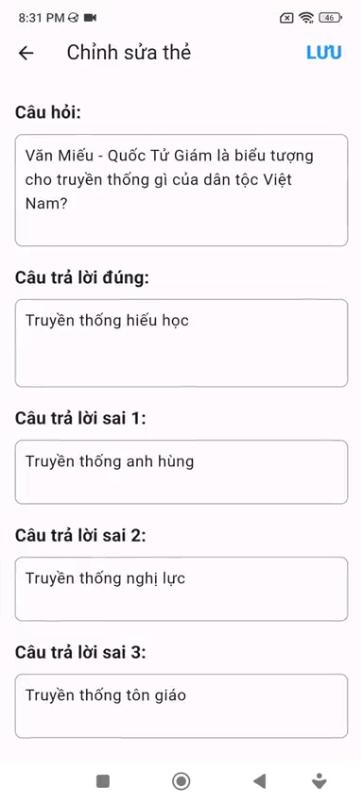 8:31 PM
46
Chỉnh sửa thẻ
LƯU
Câu hỏi:
Văn Miếu - Quốc Tử Giám là biểu tượng
cho truyền thống gì của dân tộc Việt
Nam?
Câu trả lời đúng:
Truyền thống hiếu học
Câu trả lời sai 1:
Truyền thống anh hùng
Câu trả lời sai 2:
Truyền thống nghị lực
Câu trả lời sai 3:
Truyền thống tôn giáo